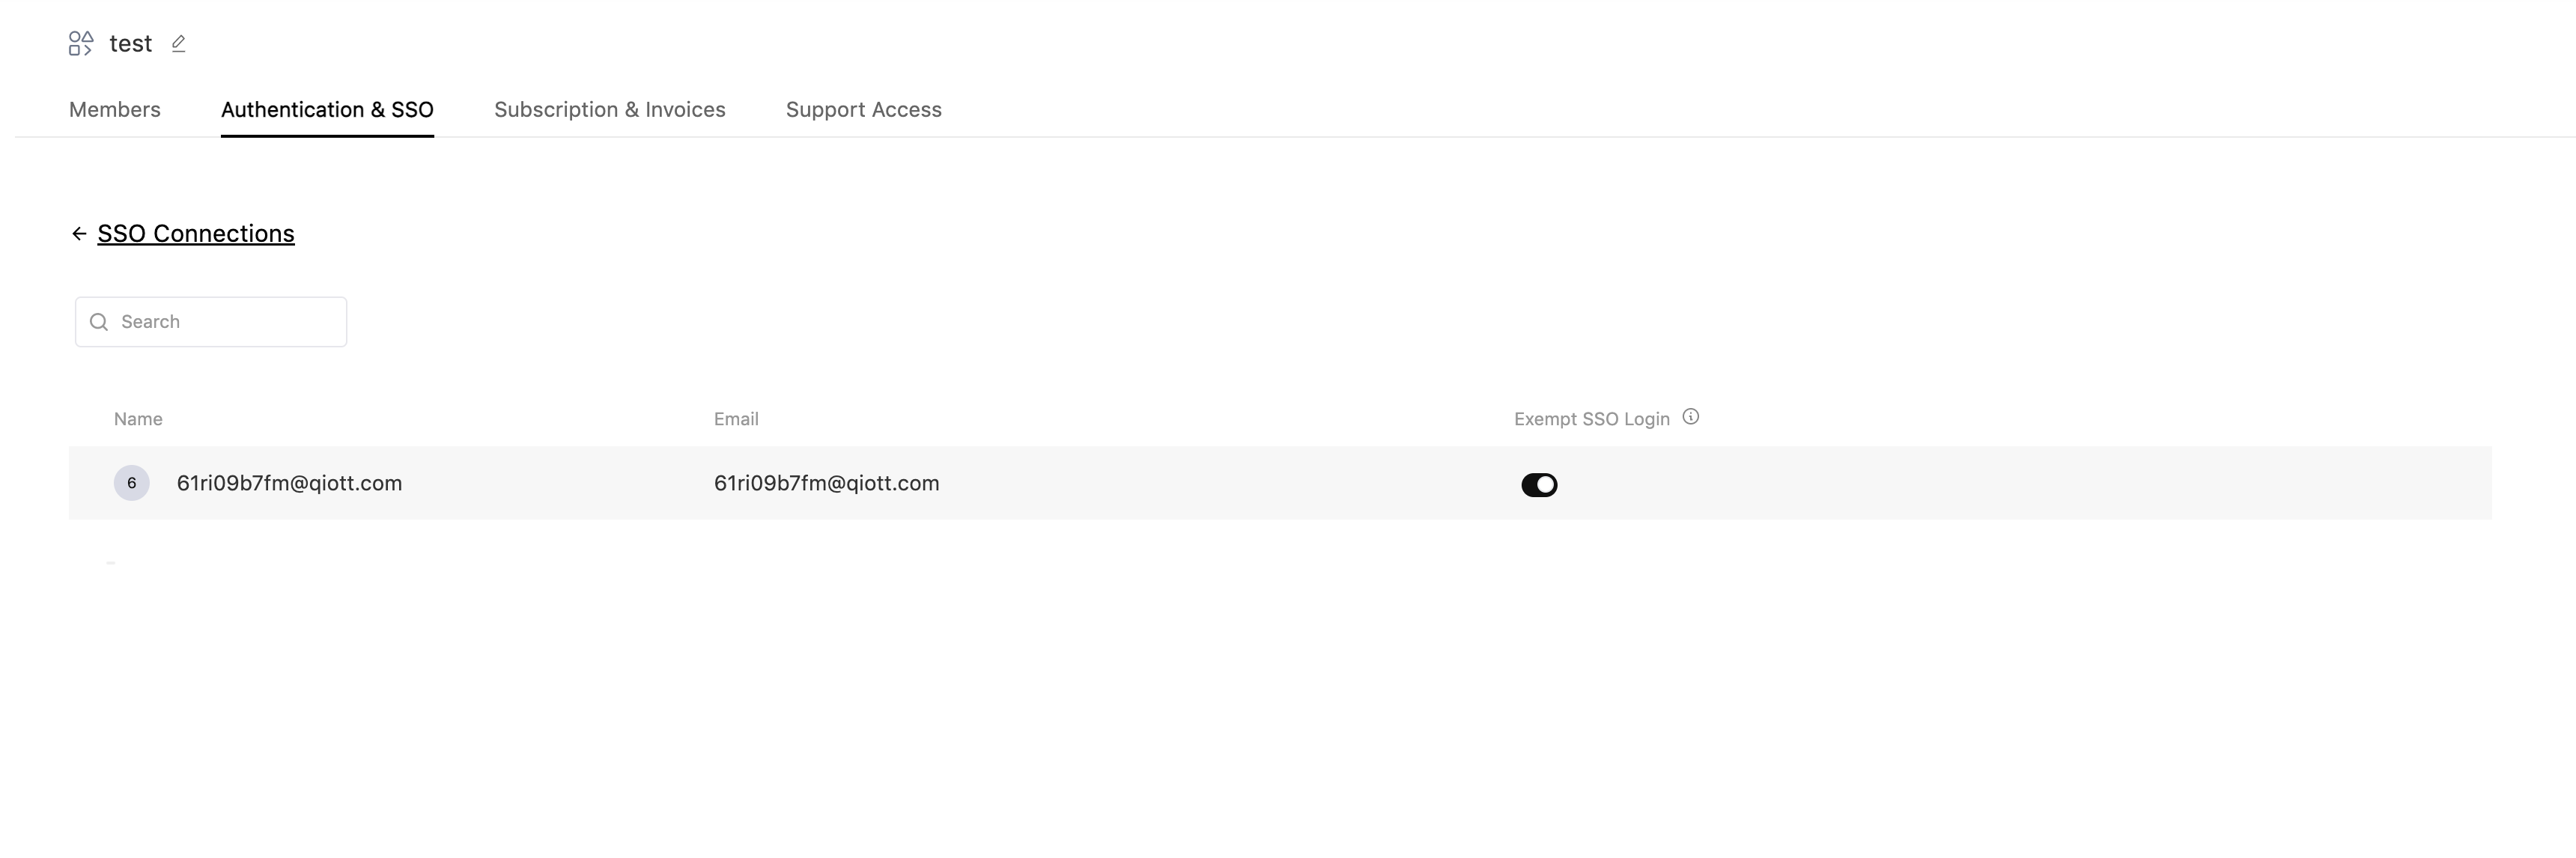 test
Members Authentication & SSO Subscription & Invoices Support Access
SSO Connections
Search
Name Email Exempt SSO Login
6 61ri09b7fm@qiott.com 61ri09b7fm@qiott.com